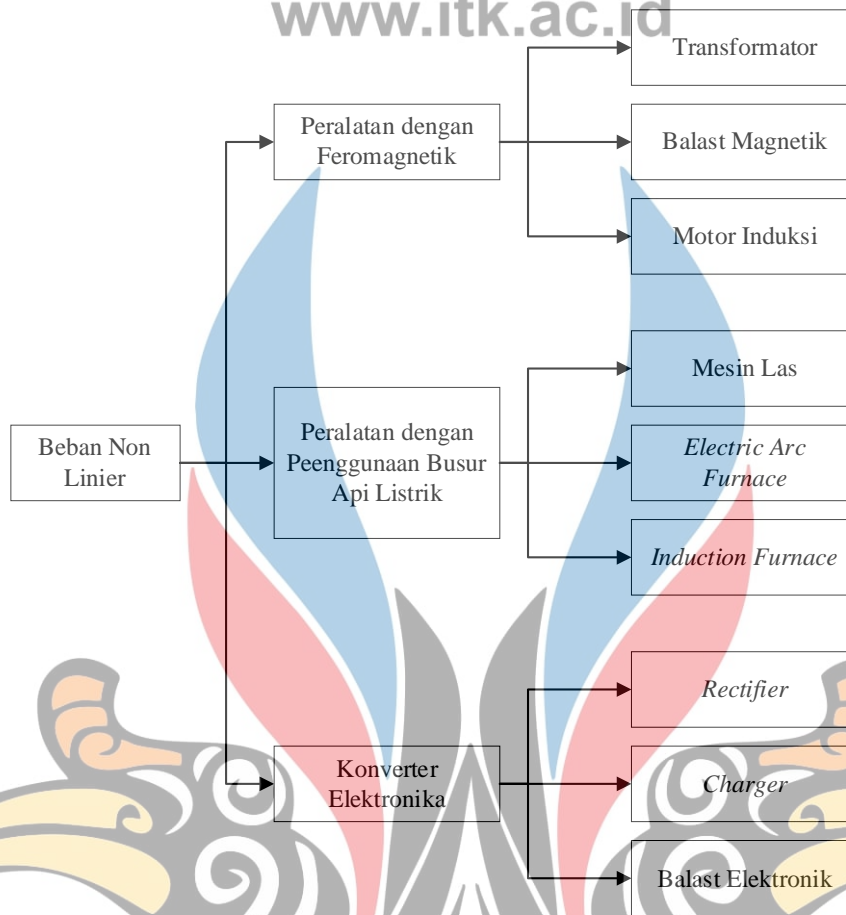 www.itk.ac.id
Transformator
Peralatan dengan
Feromagnetik
Balast Magnetik
Motor Induksi
Mesin Las
Beban Non
Linier
Peralatan dengan
Peenggunaan Busur
Api Listrik
Electric Arc
Furnace
Induction Furnace
Rectifier
Konverter
Elektronika
Charger
Balast Elektronik